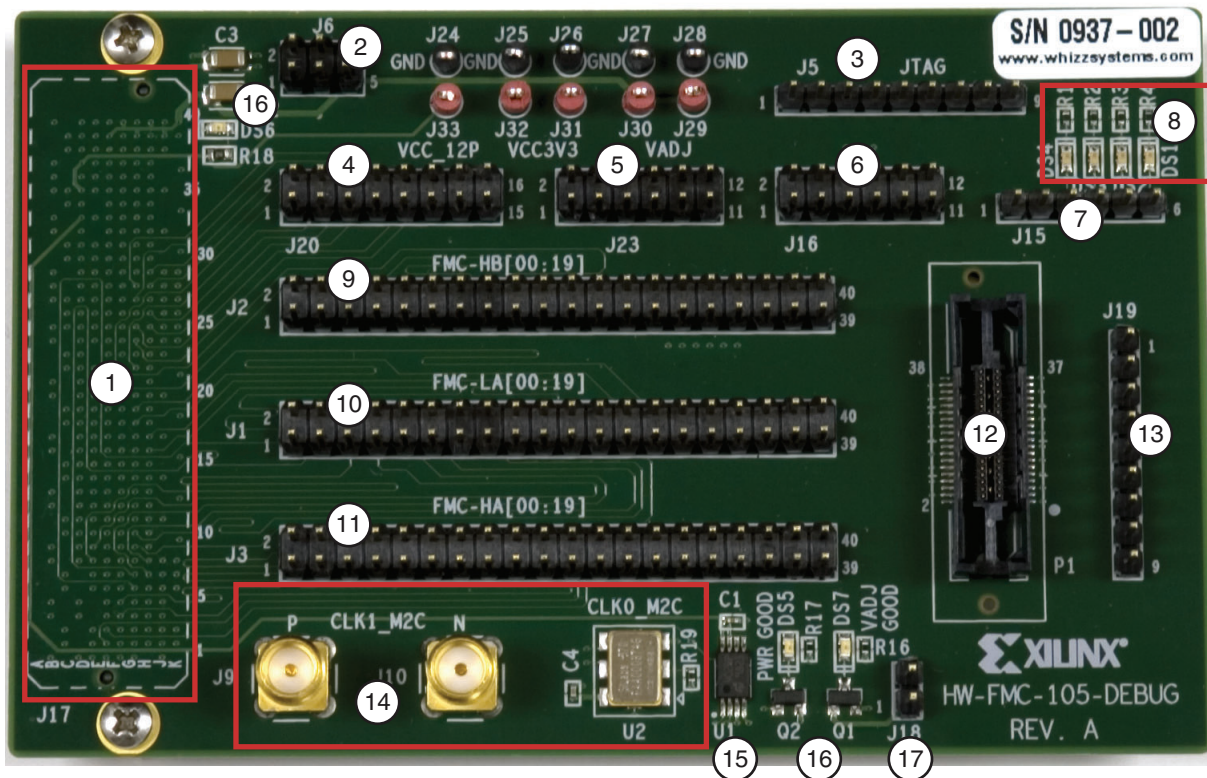 S/N 0937-002
www.whizzsystems.com
C3
J6
2
5
2
J24 J25 J26 J27 J28
GND GND GND GND
J33 J32 J31 J30 J29
VCC_12P VCC3V3 VADJ
3
J5 JTAG
1 9
R1 R2 R3 R4
8
DS4 DS1
16
DS6
R18
4
2 16
1 15
J20
5
2 12
1 11
J23
6
2 12
1 11
J16
7
1 6
J15
35
30
25
20
15
10
5
1
1
A B C D E F G H J K
J17
FMC-HB[00:19]
9
J2
2 40
1 39
FMC-LA[00:19]
10
J1
2 40
1 39
FMC-HA[00:19]
11
J3
2 40
1 39
38 37
12
2
P1
J19
1
13
9
P CLK1_M2C N
J9 J10
14
CLK0_M2C
C4
R19
U2
C1
U1
15
PWR GOOD
DS5
R17
Q2
16
DS7
VADJ GOOD
R16
Q1
1
J18
17
XILINX
HW-FMC-105-DEBUG
REV. A